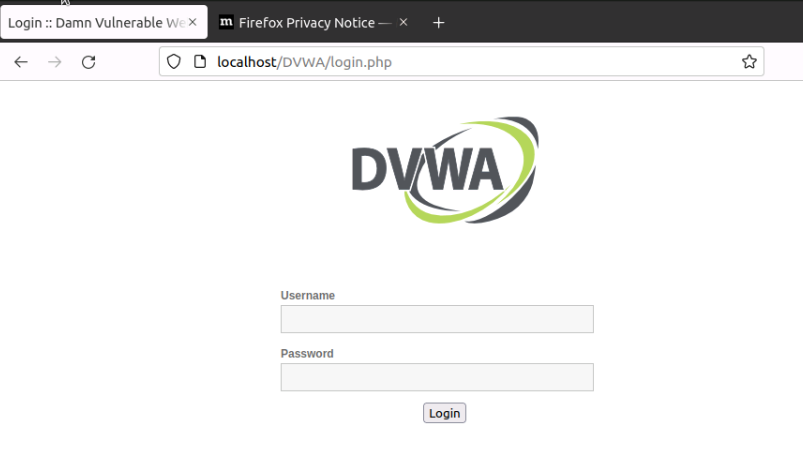 Login :: Damn Vulnerable We
Firefox Privacy Notice —
localhost/DVWA/login.php
DVWA
Username
Password
Login